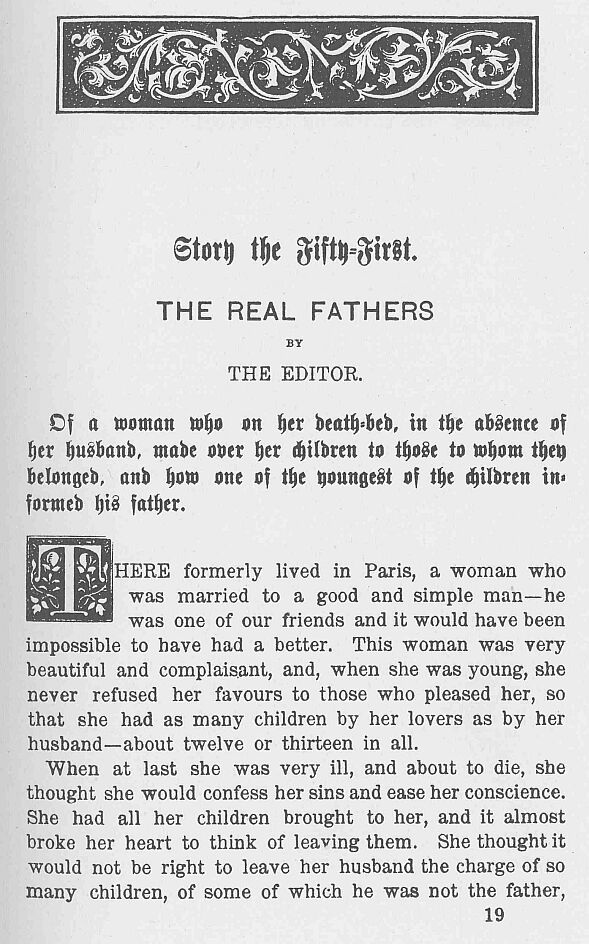 Story the Fifty-First.
THE REAL FATHERS
BY
THE EDITOR.
Of a woman who on her death-bed, in the absence of
her husband, made over her children to those to whom they
belonged, and how one of the youngest of the children in-
formed his father.
THERE formerly lived in Paris, a woman who
was married to a good and simple man—he
was one of our friends and it would have been
impossible to have had a better. This woman was very
beautiful and complaisant, and, when she was young, she
never refused her favours to those who pleased her, so
that she had as many children by her lovers as by her
husband—about twelve or thirteen in all.
When at last she was very ill, and about to die, she
thought she would confess her sins and ease her conscience.
She had all her children brought to her, and it almost
broke her heart to think of leaving them. She thought it
would not be right to leave her husband the charge of so
many children, of some of which he was not the father,
19